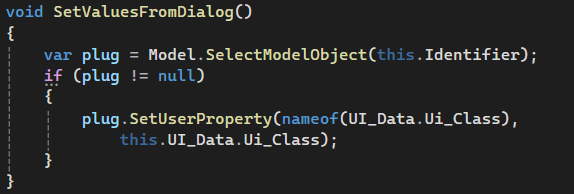 void SetValuesFromDialog()
{
    var plug = Model.SelectModelObject(this.Identifier);
    if (plug != null)
    {
        plug.SetUserProperty(nameof(UI_Data.Ui_Class),
            this.UI_Data.Ui_Class);
    }
}